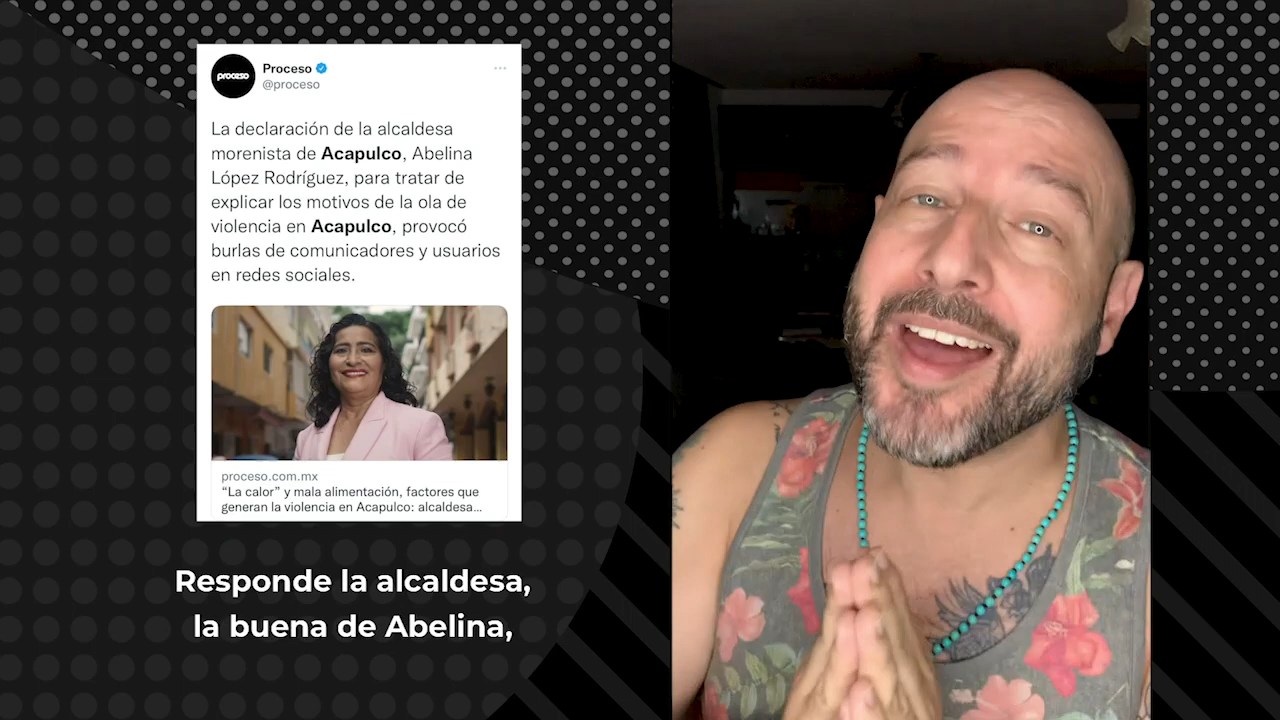 proceso
Proceso
@proceso
La declaración de la alcaldesa
morenista de Acapulco, Abelina
López Rodríguez, para tratar de
explicar los motivos de la ola de
violencia en Acapulco, provocó
burlas de comunicadores y usuarios
en redes sociales.
proceso.com.mx
“La calor” y mala alimentación, factores que
generan la violencia en Acapulco: alcaldesa...
Responde la alcaldesa,
la buena de Abelina,